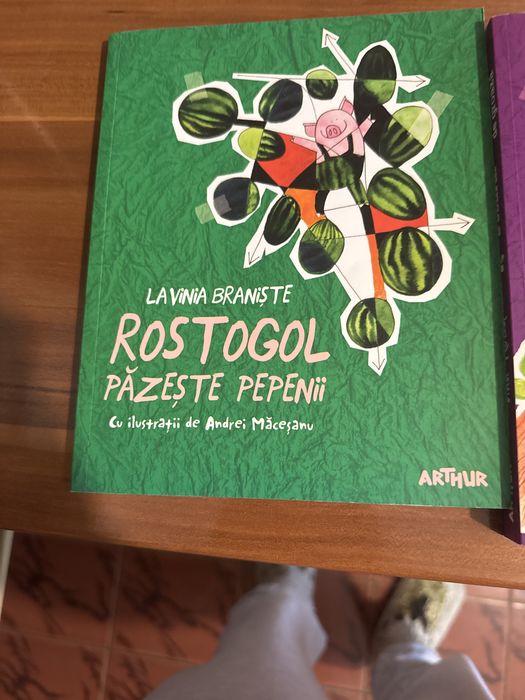 LAVINIA BRANIȘTE
ROSTOGOL
PĂZEȘTE PEPENII
Cu ilustrații de Andrei Măceșanu
ARTHUR